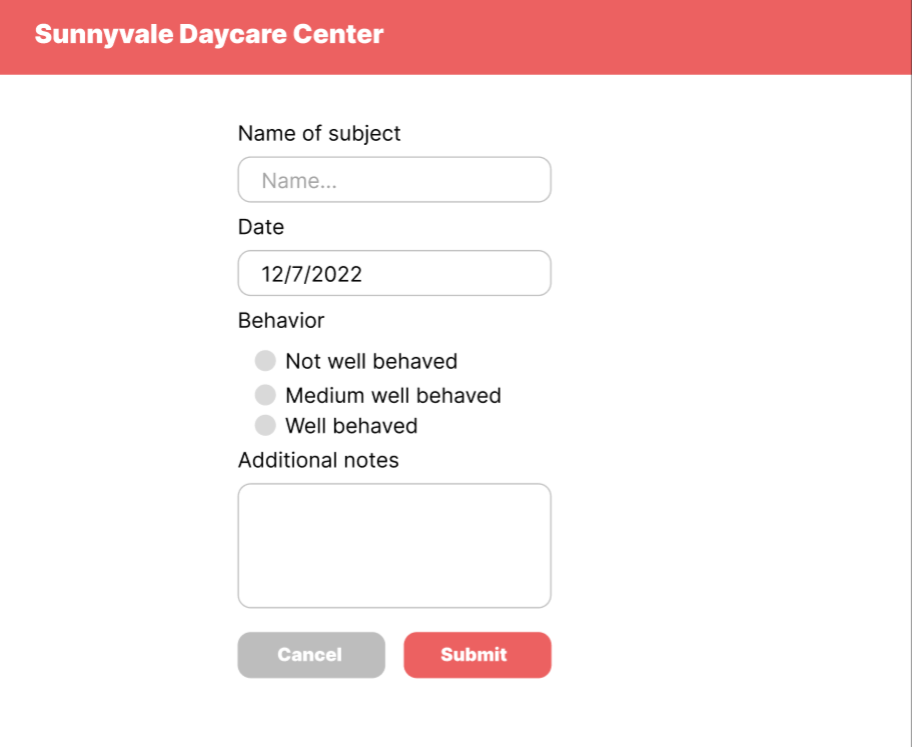 Sunnyvale Daycare Center
Name of subject
Name...
Date
12/7/2022
Behavior
Not well behaved
Medium well behaved
Well behaved
Additional notes
Cancel Submit